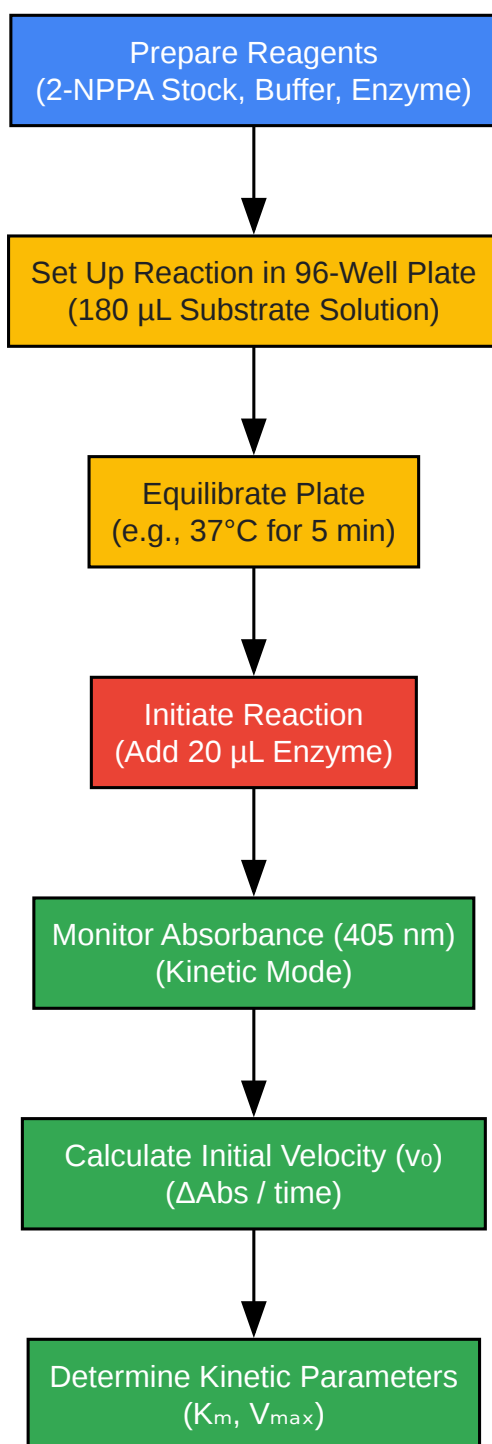 Prepare Reagents
(2-NPPA Stock, Buffer, Enzyme)
Set Up Reaction in 96-Well Plate
(180 µL Substrate Solution)
Equilibrate Plate
(e.g., 37°C for 5 min)
Initiate Reaction
(Add 20 µL Enzyme)
Monitor Absorbance (405 nm)
(Kinetic Mode)
Calculate Initial Velocity (v₀)
(ΔAbs / time)
Determine Kinetic Parameters
(Kₘ, Vₘₐₓ)